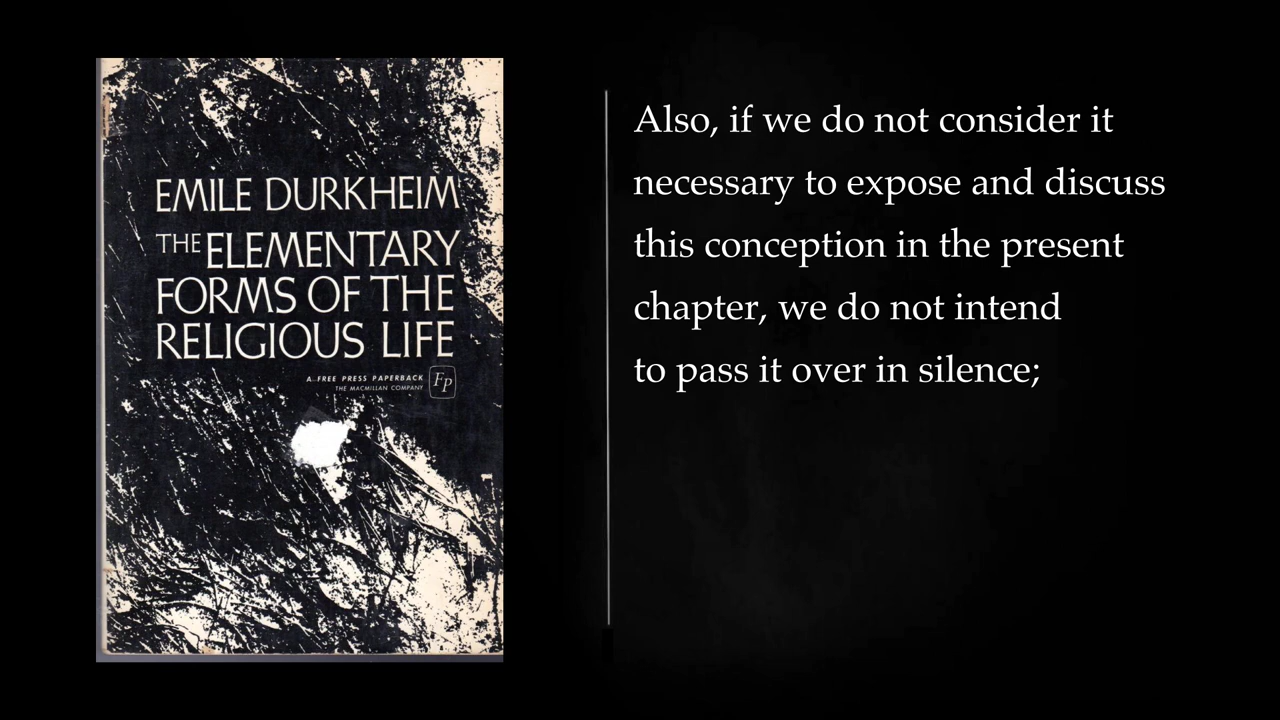 EMILE DURKHEIM
THE ELEMENTARY
FORMS OF THE
RELIGIOUS LIFE
A FREE PRESS PAPERBACK
THE MACMILLAN COMPANY
Fp
Also, if we do not consider it
necessary to expose and discuss
this conception in the present
chapter, we do not intend
to pass it over in silence;